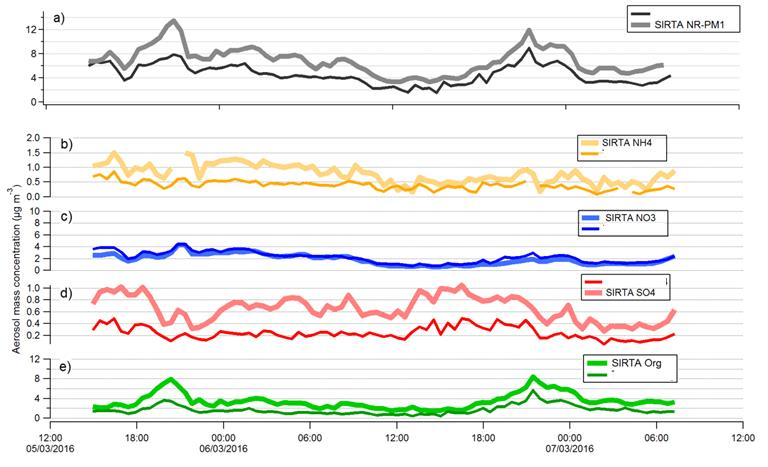 a)
SIRTA NR-PM1
12
8
4
0
b)
SIRTA NH4
2.0
1.5
1.0
0.5
0.0
c)
SIRTA NO3
10
8
6
4
2
0
d)
SIRTA SO4
1.0
0.8
0.6
0.4
0.2
e)
SIRTA Org
12
8
4
0
Aerosol mass concentration (µg m⁻³)
12:00 18:00 00:00 06:00 12:00 18:00 00:00 06:00 12:00
05/03/2016 06/03/2016 07/03/2016